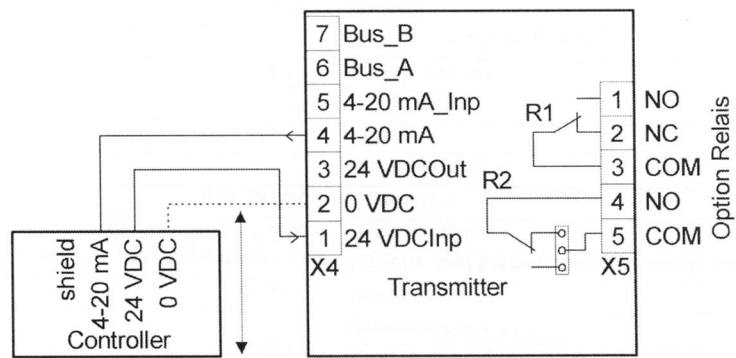 7 Bus_B
6 Bus_A
5 4-20 mA_Inp
4 4-20 mA
3 24 VDCOut
2 0 VDC
1 24 VDCInp
X4
Transmitter
R1
R2
1 NO
2 NC
3 COM
4 NO
5 COM
X5
Option Relais
shield
4-20 mA
24 VDC
0 VDC
Controller